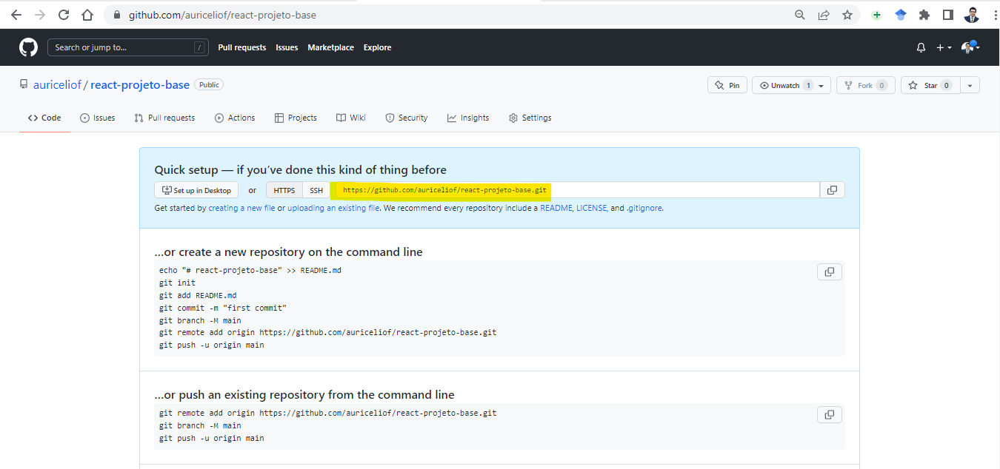 github.com/auriceliof/react-projeto-base
Search or jump to... / Pull requests Issues Marketplace Explore
auriceliof / react-projeto-base Public Pin Unwatch 1 Fork 0 Star 0
Code Issues Pull requests Actions Projects Wiki Security Insights Settings
Quick setup — if you’ve done this kind of thing before
Set up in Desktop or HTTPS SSH https://github.com/auriceliof/react-projeto-base.git
Get started by creating a new file or uploading an existing file. We recommend every repository include a README, LICENSE, and .gitignore.
…or create a new repository on the command line
echo "# react-projeto-base" >> README.md
git init
git add README.md
git commit -m "first commit"
git branch -M main
git remote add origin https://github.com/auriceliof/react-projeto-base.git
git push -u origin main
…or push an existing repository from the command line
git remote add origin https://github.com/auriceliof/react-projeto-base.git
git branch -M main
git push -u origin main